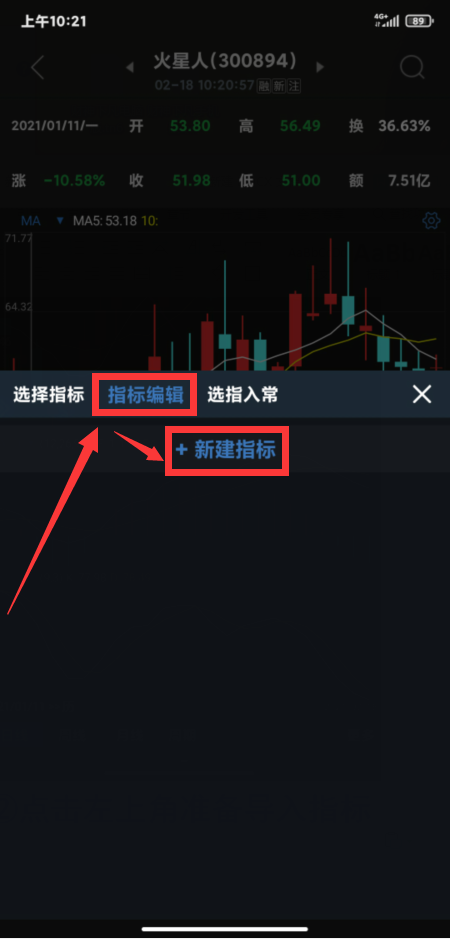 上午10:21
4G+ 89
火星人(300894)
02-18 10:20:57 融 新 注
2021/01/11/一 开 53.80 高 56.49 换 36.63%
涨 -10.58% 收 51.98 低 51.00 额 7.51亿
MA MA5: 53.18 10:
71.77
64.32
选择指标 指标编辑 选指入常
+ 新建指标